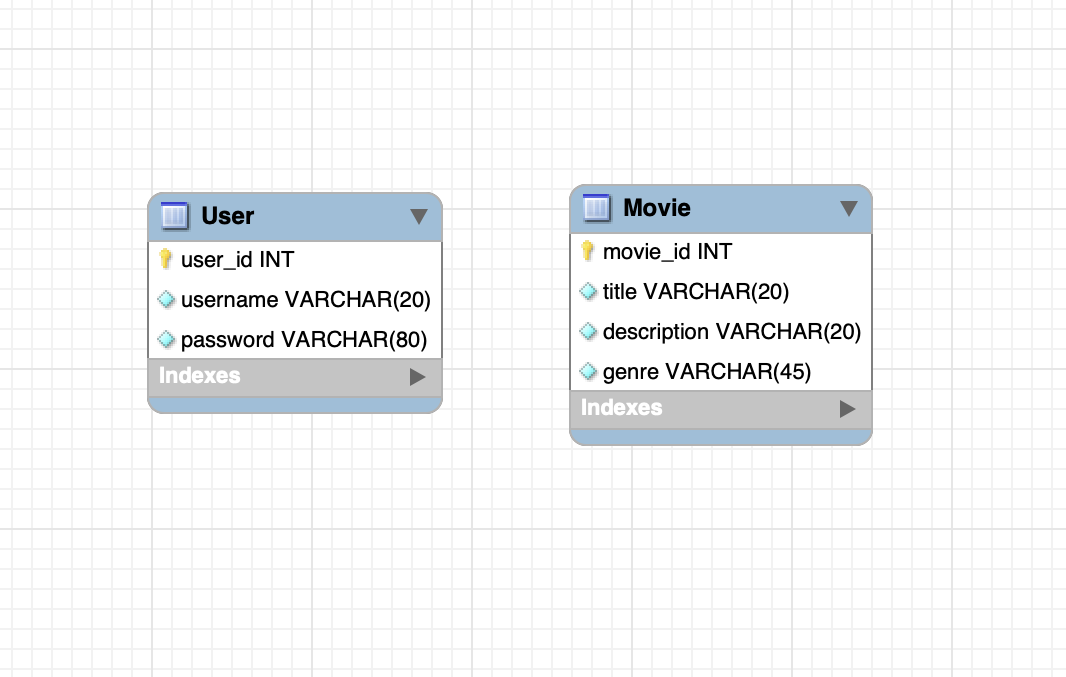 User
user_id INT
username VARCHAR(20)
password VARCHAR(80)
Indexes
Movie
movie_id INT
title VARCHAR(20)
description VARCHAR(20)
genre VARCHAR(45)
Indexes